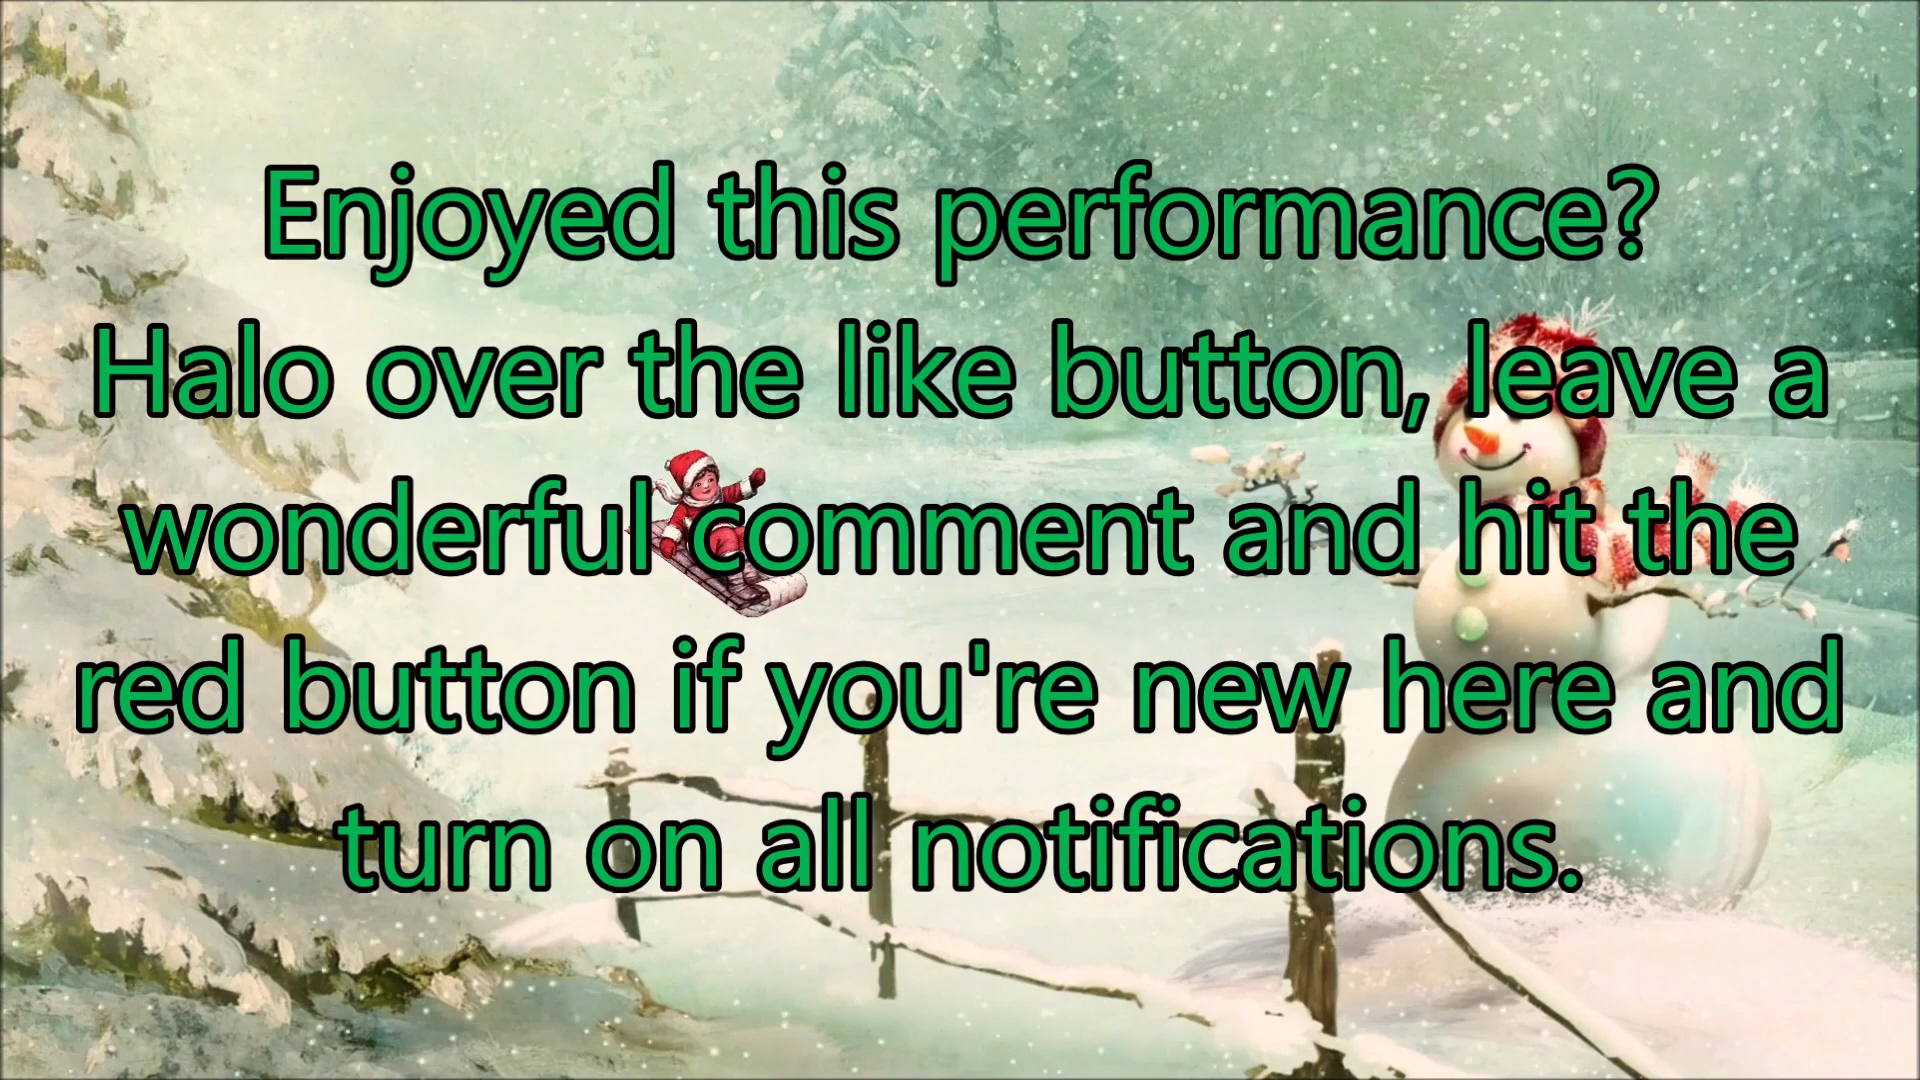 Enjoyed this performance?
Halo over the like button, leave a
wonderful comment and hit the
red button if you're new here and
turn on all notifications.